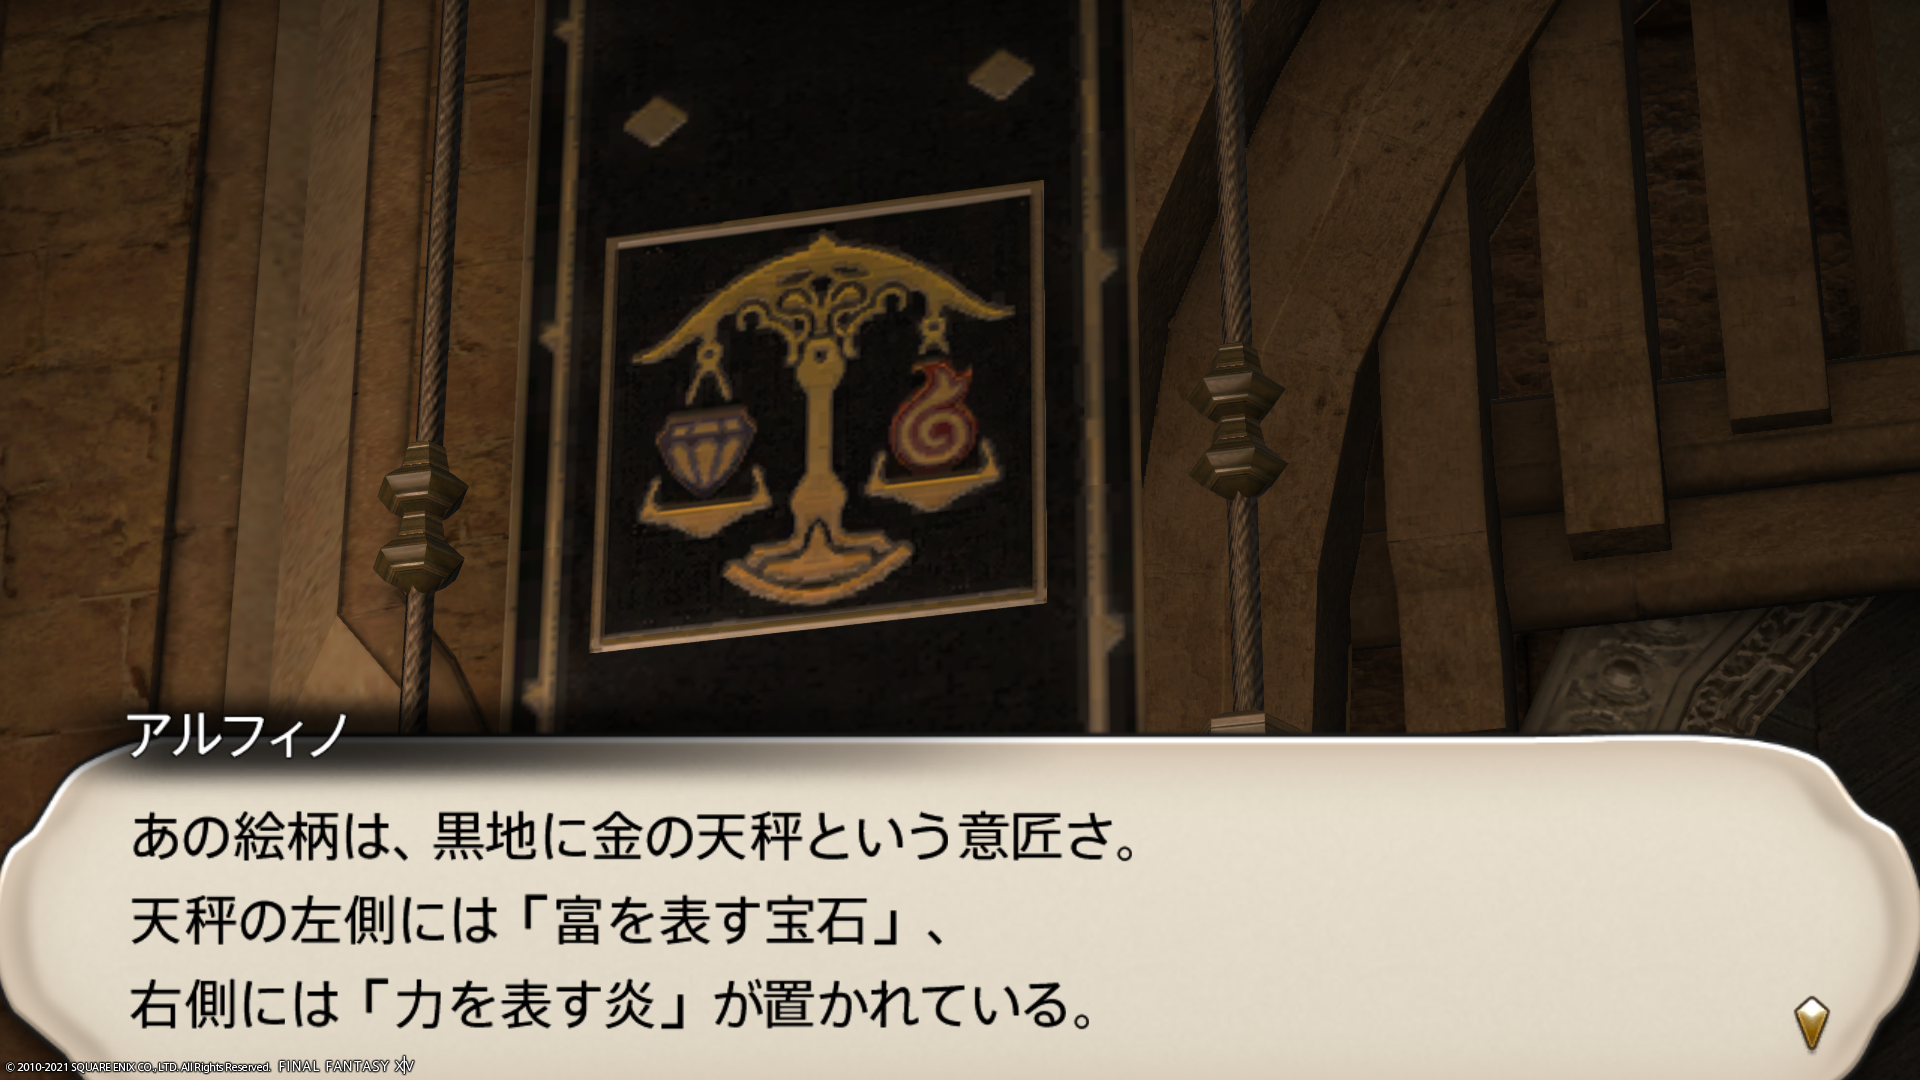 アルフィノ
あの絵柄は、黒地に金の天秤という意匠さ。
天秤の左側には「富を表す宝石」、
右側には「力を表す炎」が置かれている。
© 2010-2021 SQUARE ENIX CO., LTD. All Rights Reserved. FINAL FANTASY XIV